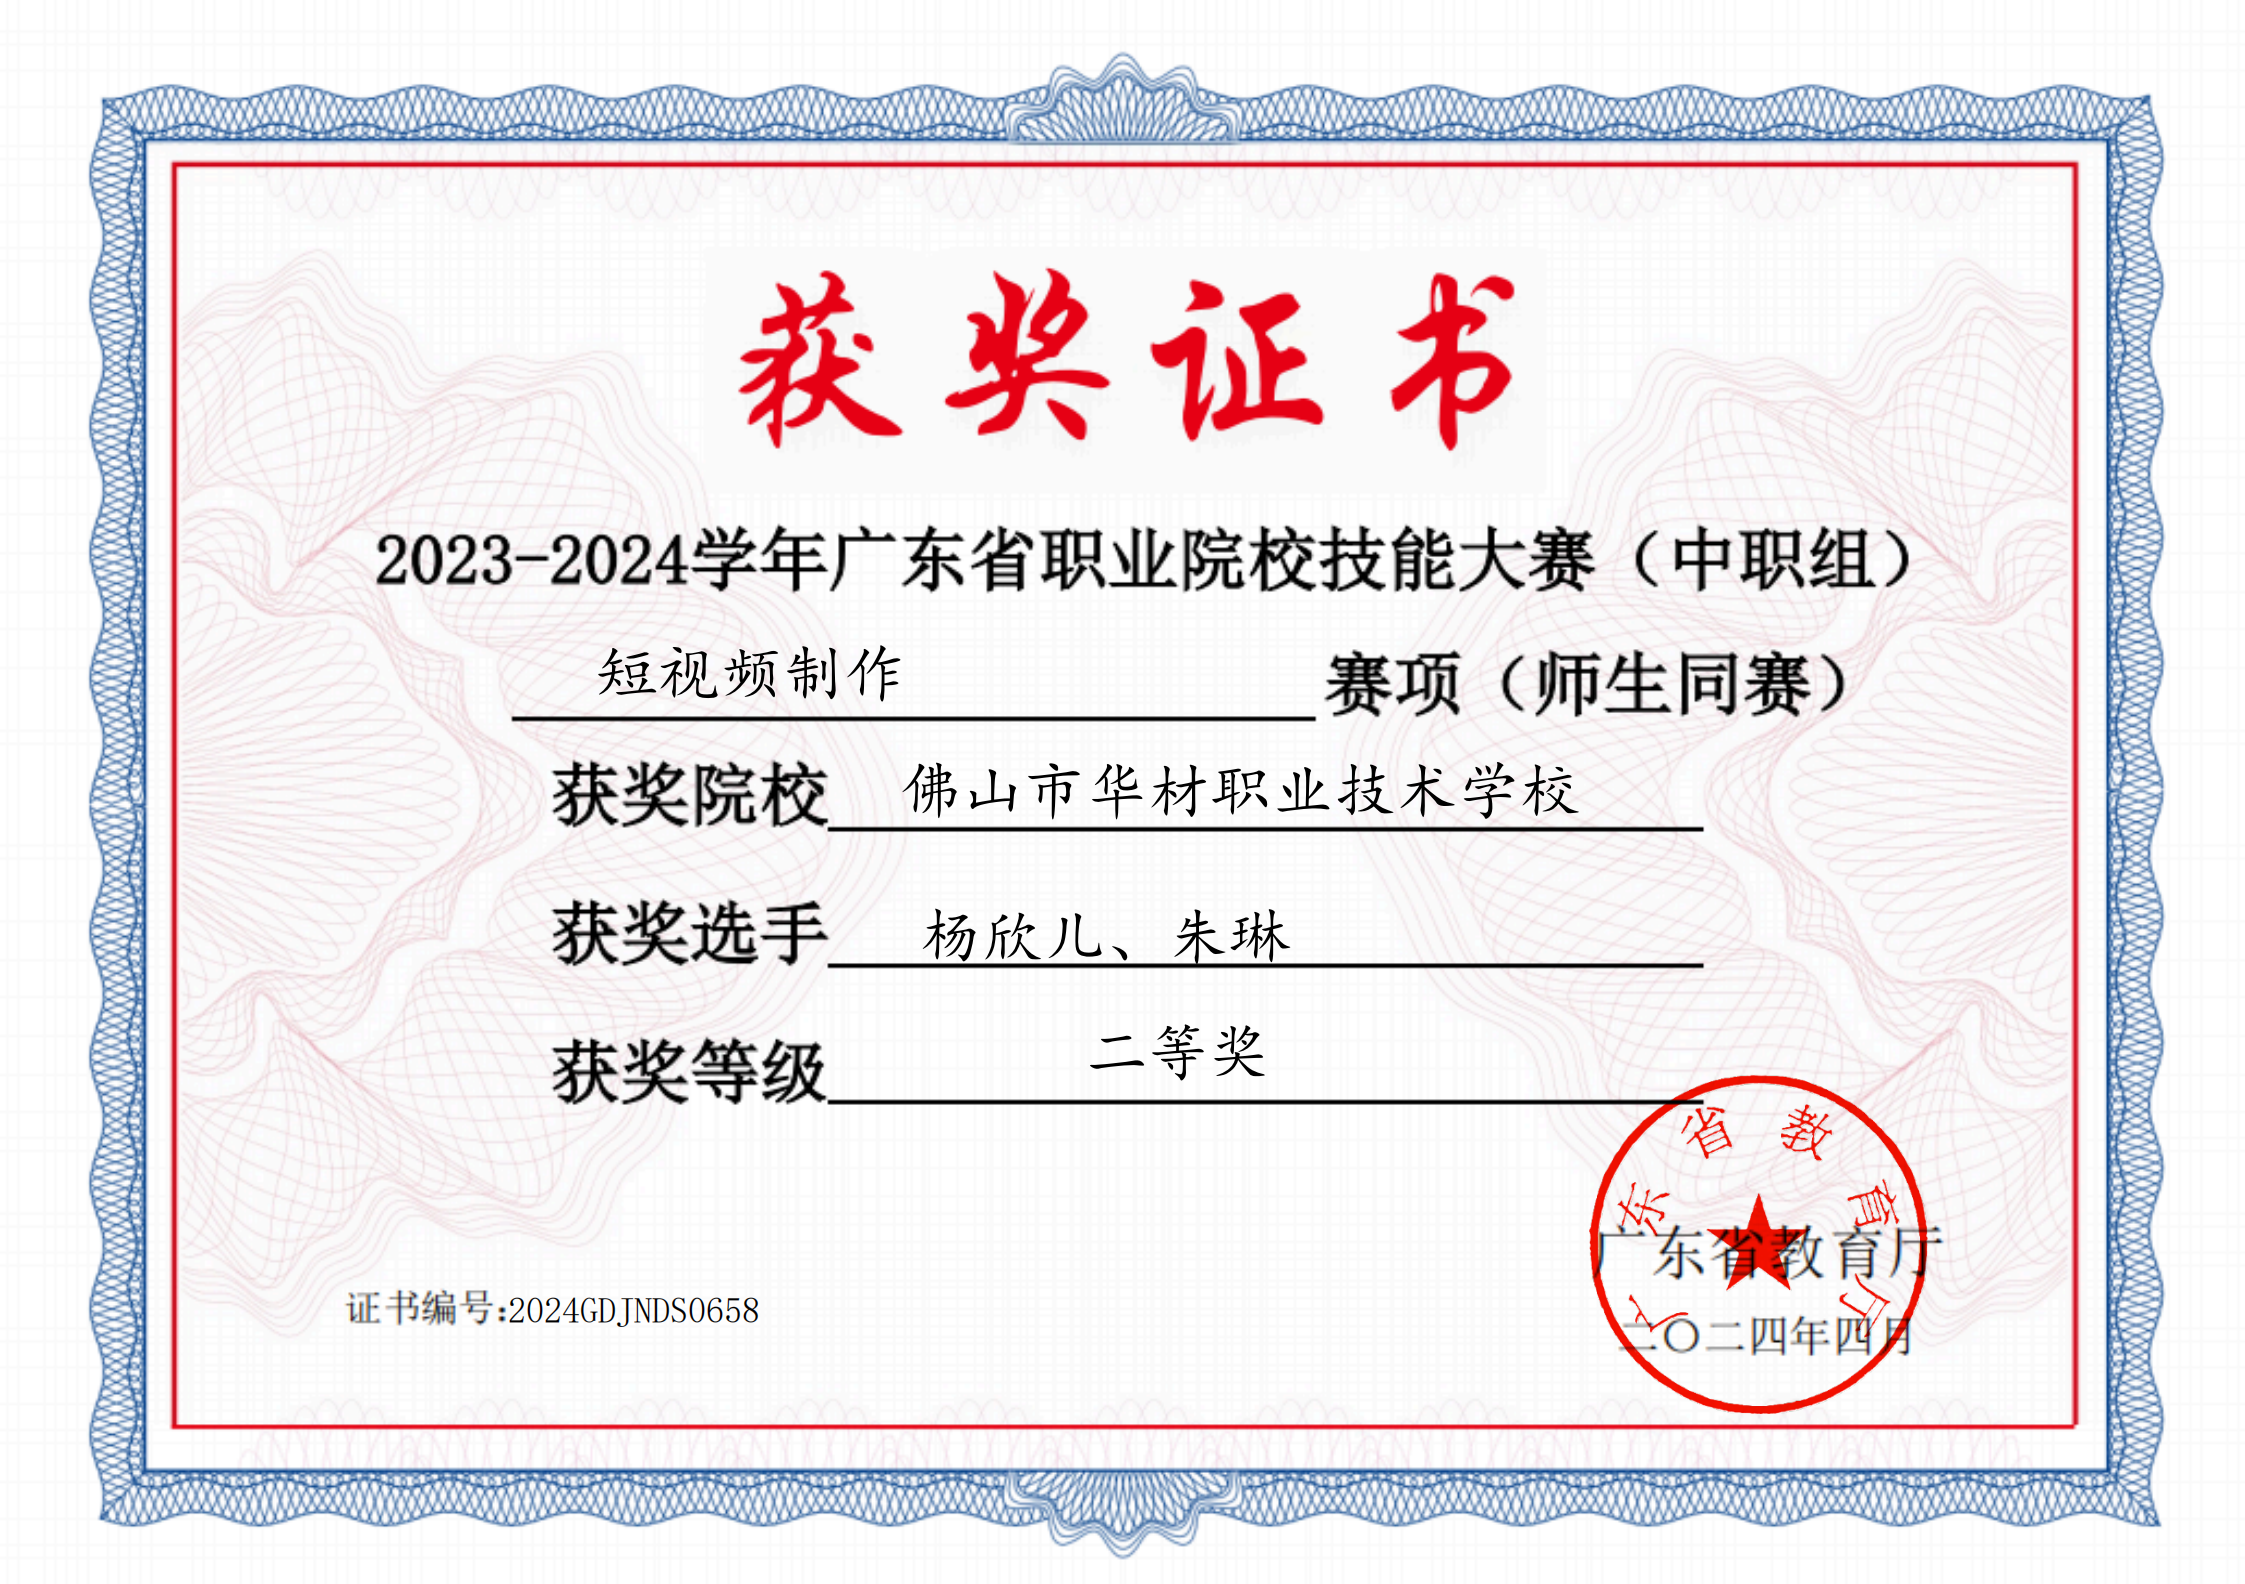 获奖证书
2023-2024学年广东省职业院校技能大赛（中职组）
短视频制作 赛项（师生同赛）
获奖院校 佛山市华材职业技术学校
获奖选手 杨欣儿、朱琳
获奖等级 二等奖
广东省教育厅
广东省教育厅
证书编号:2024GDJNDS0658
二〇二四年四月